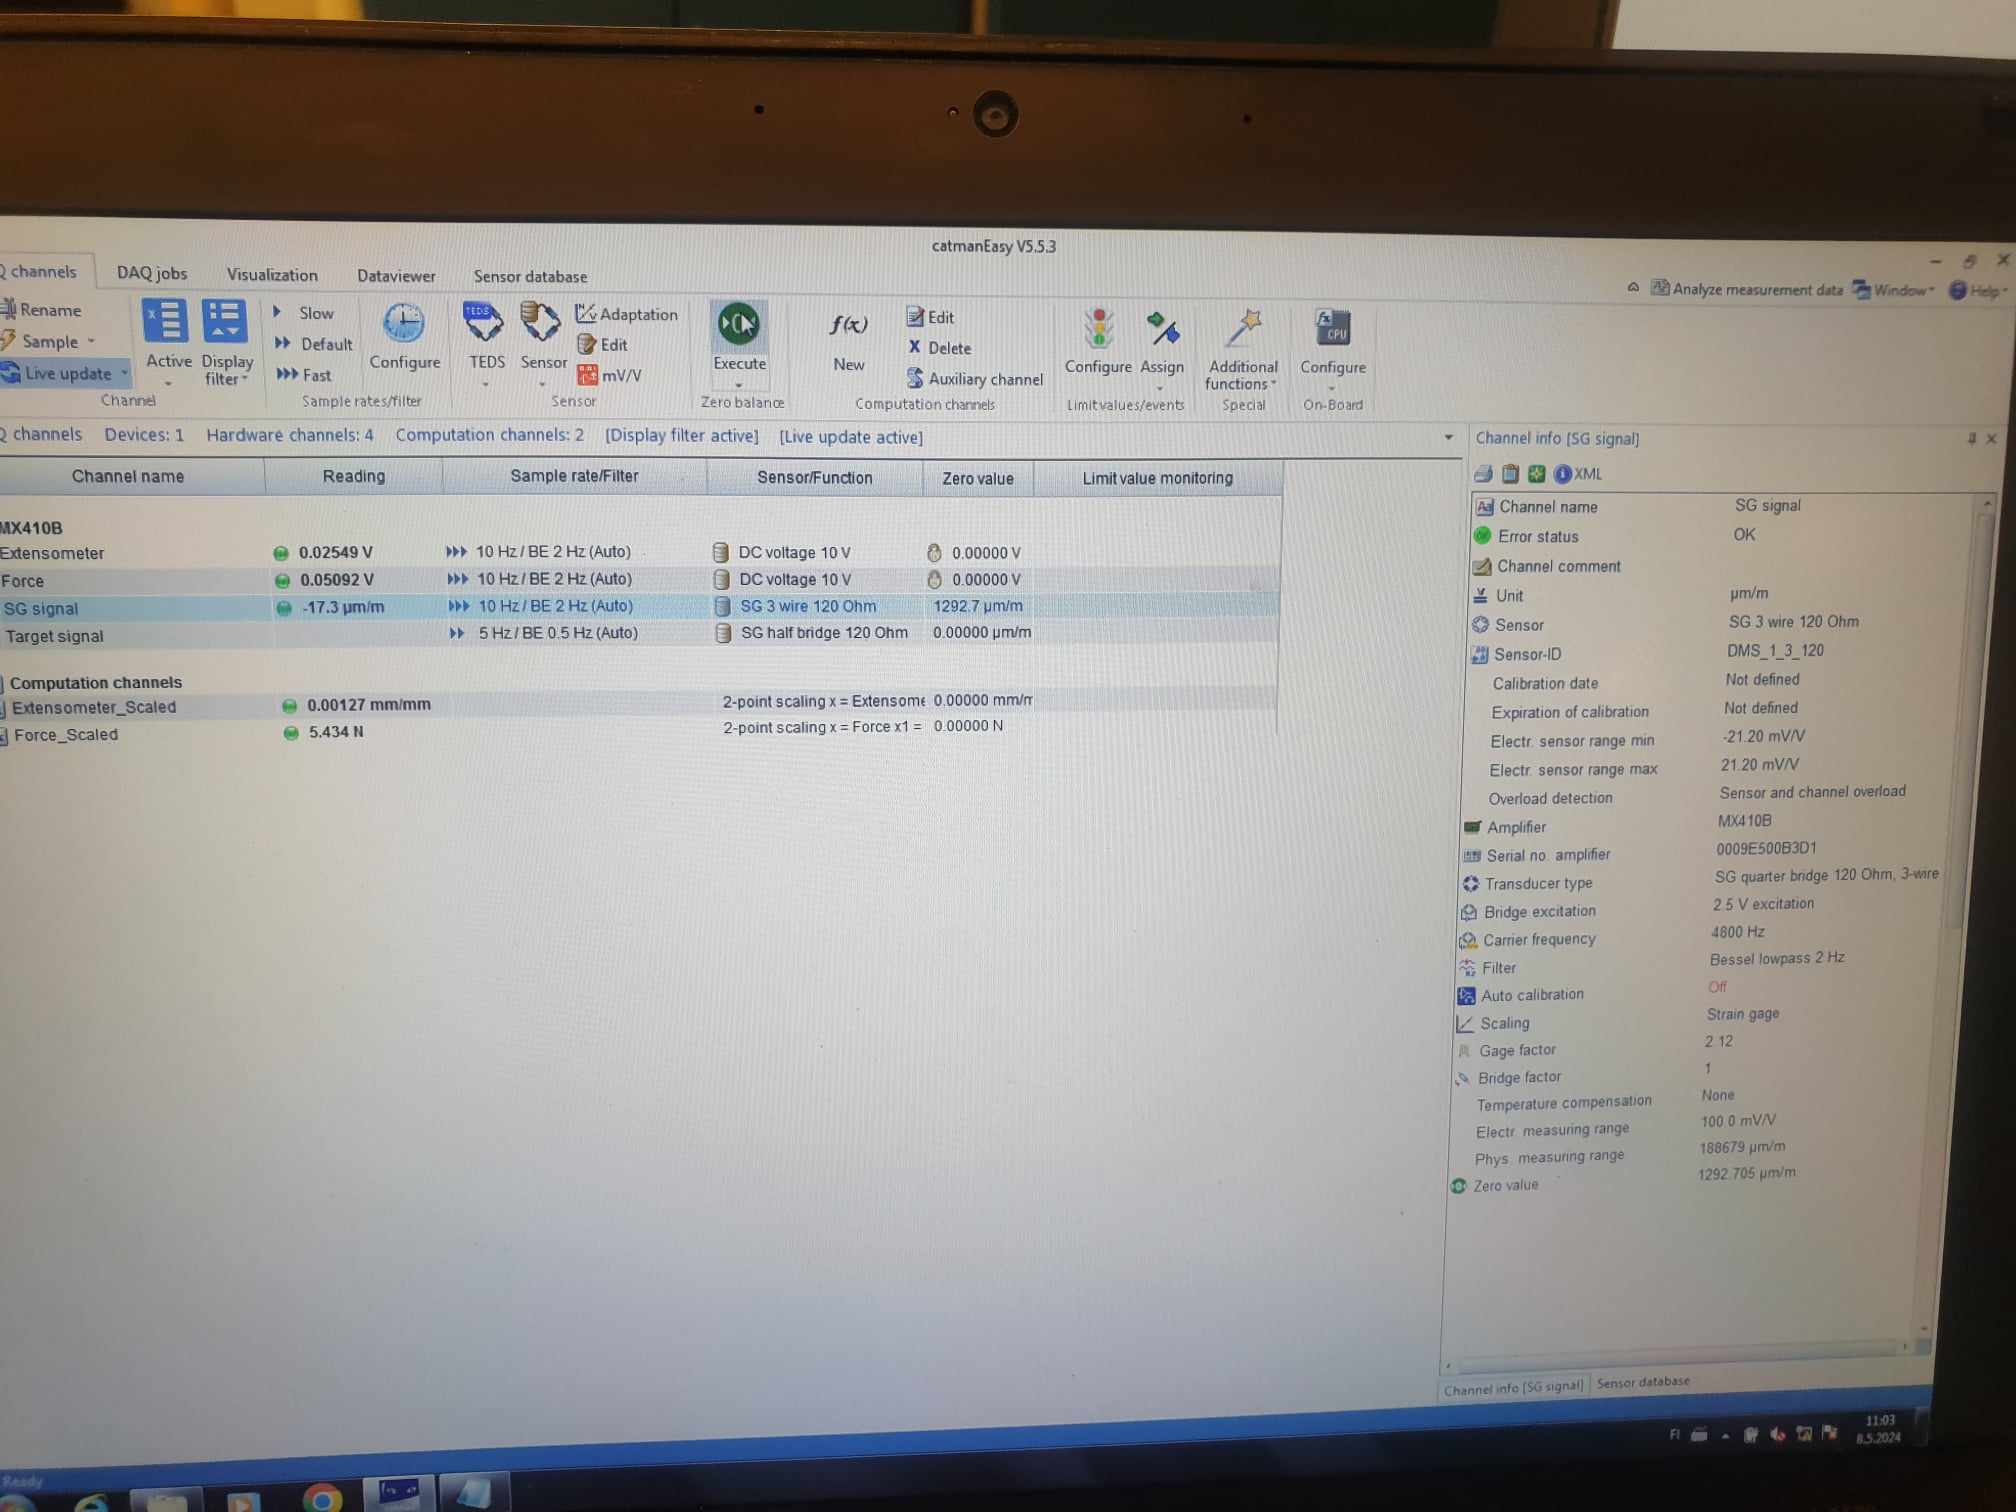 catmanEasy V5.5.3
Q channels DAQ jobs Visualization Dataviewer Sensor database
Analyze measurement data Window Help
Rename
Sample
Live update
Channel
Active
Display filter
Slow
Default
Fast
Configure
Sample rates/filter
TEDS
TEDS
Sensor
Adaptation
Edit
mV/V
Sensor
Execute
Zero balance
f(x)
New
Edit
Delete
Auxiliary channel
Computation channels
Configure Assign
Limit values/events
Additional functions
Special
fx CPU
Configure
On-Board
Q channels Devices: 1 Hardware channels: 4 Computation channels: 2 [Display filter active] [Live update active]
Channel name Reading Sample rate/Filter Sensor/Function Zero value Limit value monitoring
MX410B
Extensometer 0.02549 V 10 Hz / BE 2 Hz (Auto) DC voltage 10 V 0.00000 V
Force 0.05092 V 10 Hz / BE 2 Hz (Auto) DC voltage 10 V 0.00000 V
SG signal -17.3 µm/m 10 Hz / BE 2 Hz (Auto) SG 3 wire 120 Ohm 1292.7 µm/m
Target signal 5 Hz / BE 0.5 Hz (Auto) SG half bridge 120 Ohm 0.00000 µm/m
Computation channels
Extensometer_Scaled 0.00127 mm/mm 2-point scaling x = Extensome 0.00000 mm/m
Force_Scaled 5.434 N 2-point scaling x = Force x1 = 0.00000 N
Channel info [SG signal]
XML
Channel name SG signal
Error status OK
Channel comment
Unit µm/m
Sensor SG 3 wire 120 Ohm
Sensor-ID DMS_1_3_120
Calibration date Not defined
Expiration of calibration Not defined
Electr. sensor range min -21.20 mV/V
Electr. sensor range max 21.20 mV/V
Overload detection Sensor and channel overload
Amplifier MX410B
Serial no. amplifier 0009E500B3D1
Transducer type SG quarter bridge 120 Ohm, 3-wire
Bridge excitation 2.5 V excitation
Carrier frequency 4800 Hz
Filter Bessel lowpass 2 Hz
Auto calibration Off
Scaling Strain gage
Gage factor 2.12
Bridge factor 1
Temperature compensation None
Electr. measuring range 100.0 mV/V
Phys. measuring range 188679 µm/m
Zero value 1292.705 µm/m
Channel info [SG signal] Sensor database
Ready
FI
11:03
8.5.2024